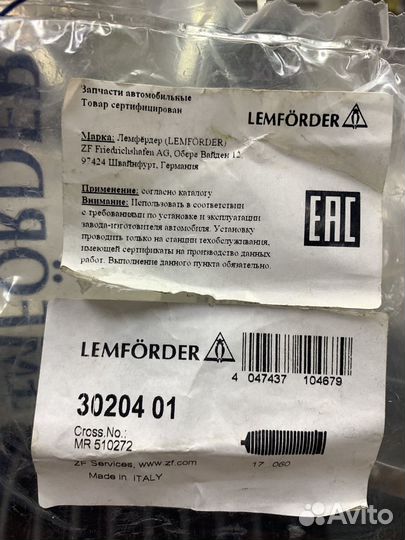 LEMFÖRDER
Запчасти автомобильные
Товар сертифицирован
LEMFÖRDER
Марка: Лемфёрдер (LEMFÖRDER)
ZF Friedrichshafen AG, Обере Вайден 12,
97424 Швайнфурт, Германия
Применение: согласно каталогу
Внимание: Использовать в соответствии
с требованиями по установке и эксплуатации
завода-изготовителя автомобиля. Установку
проводить только на станции техобслуживания,
имеющей сертификаты на производство данных
работ. Выполнение данного пункта обязательно.
EAC
LEMFÖRDER
4 047437 104679
30204 01
Cross.No.:
MR 510272
17 060
ZF Services, www.zf.com
Made in ITALY
Avito